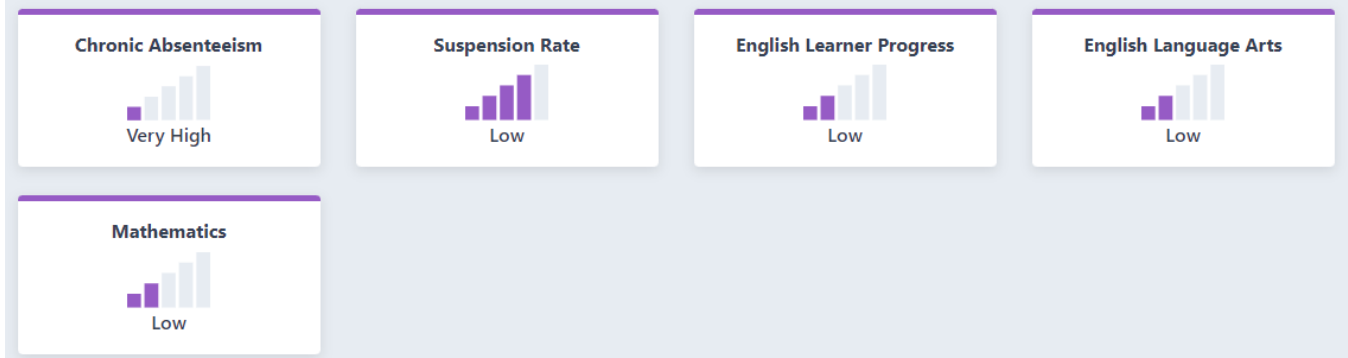 Chronic Absenteeism
Very High
Suspension Rate
Low
English Learner Progress
Low
English Language Arts
Low
Mathematics
Low